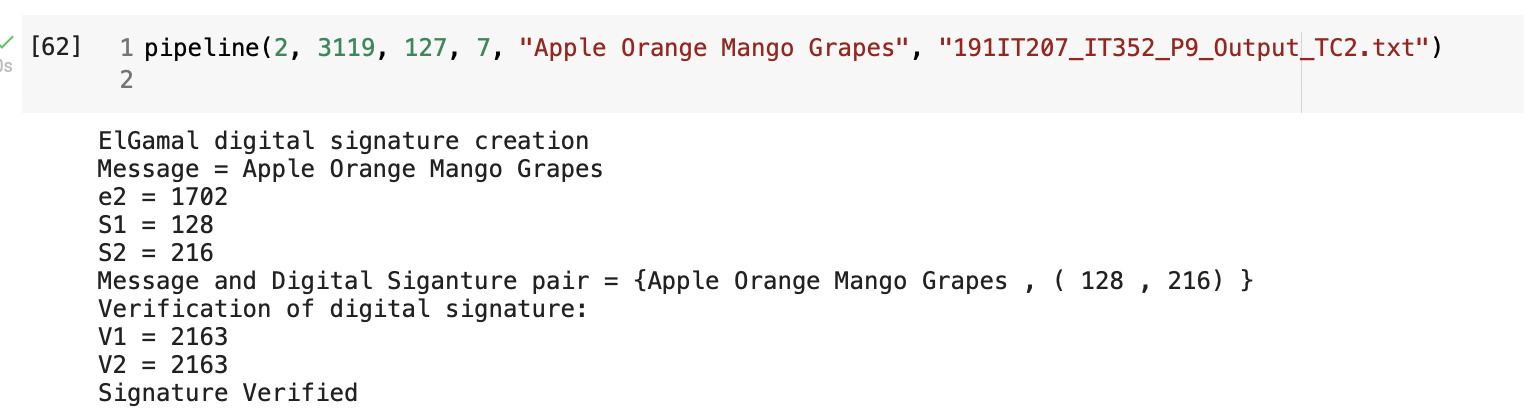 [62] 1 pipeline(2, 3119, 127, 7, "Apple Orange Mango Grapes", "191IT207_IT352_P9_Output_TC2.txt")
0s 2
ElGamal digital signature creation
Message = Apple Orange Mango Grapes
e2 = 1702
S1 = 128
S2 = 216
Message and Digital Siganture pair = {Apple Orange Mango Grapes , ( 128 , 216) }
Verification of digital signature:
V1 = 2163
V2 = 2163
Signature Verified